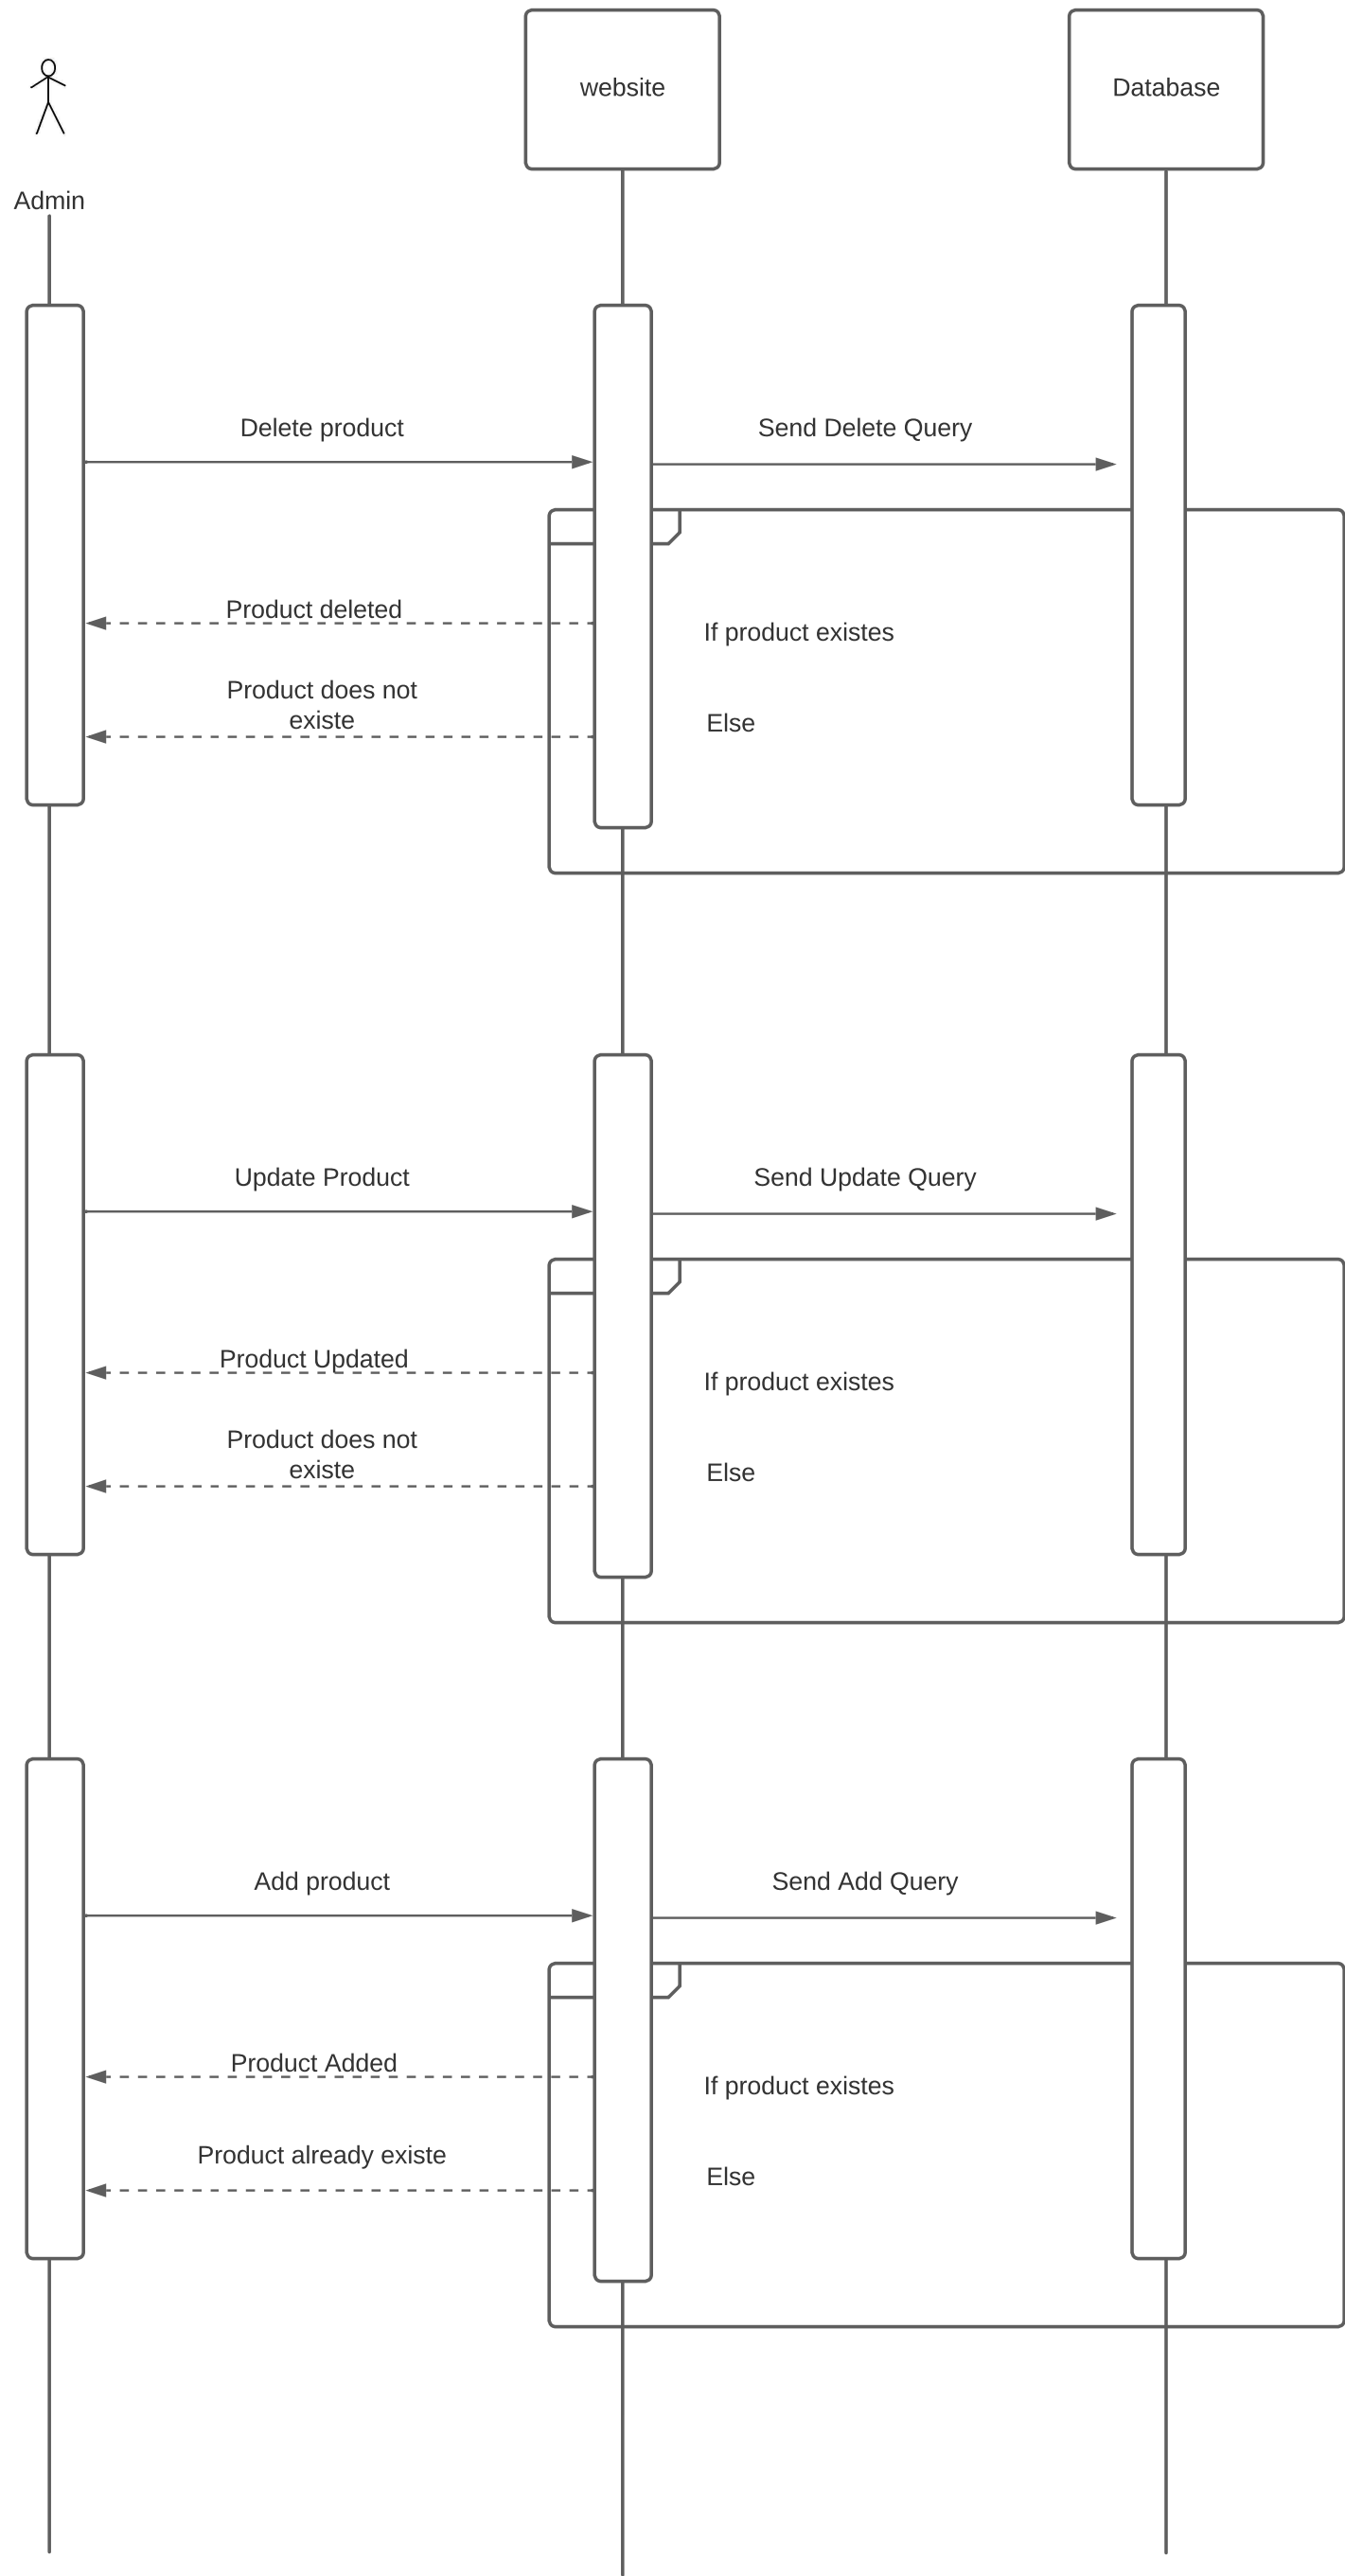 website
Database
Admin
Delete product
Send Delete Query
Product deleted
If product existes
Product does not
existe
Else
Update Product
Send Update Query
Product Updated
If product existes
Product does not
existe
Else
Add product
Send Add Query
Product Added
If product existes
Product already existe
Else